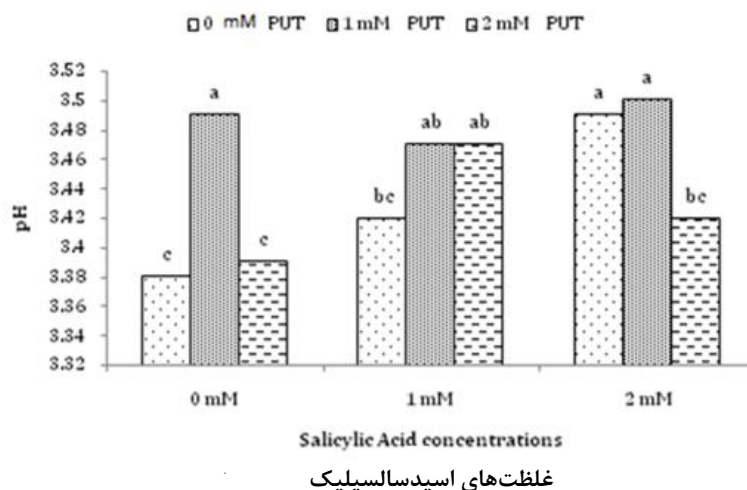 0 mM PUT 1 mM PUT 2 mM PUT
3.52
3.5
3.48
3.46
3.44
3.42
3.4
3.38
3.36
3.34
3.32
pH
c a c
bc ab ab
a a bc
0 mM 1 mM 2 mM
Salicylic Acid concentrations
غلظت‌های اسیدسالسیلیک